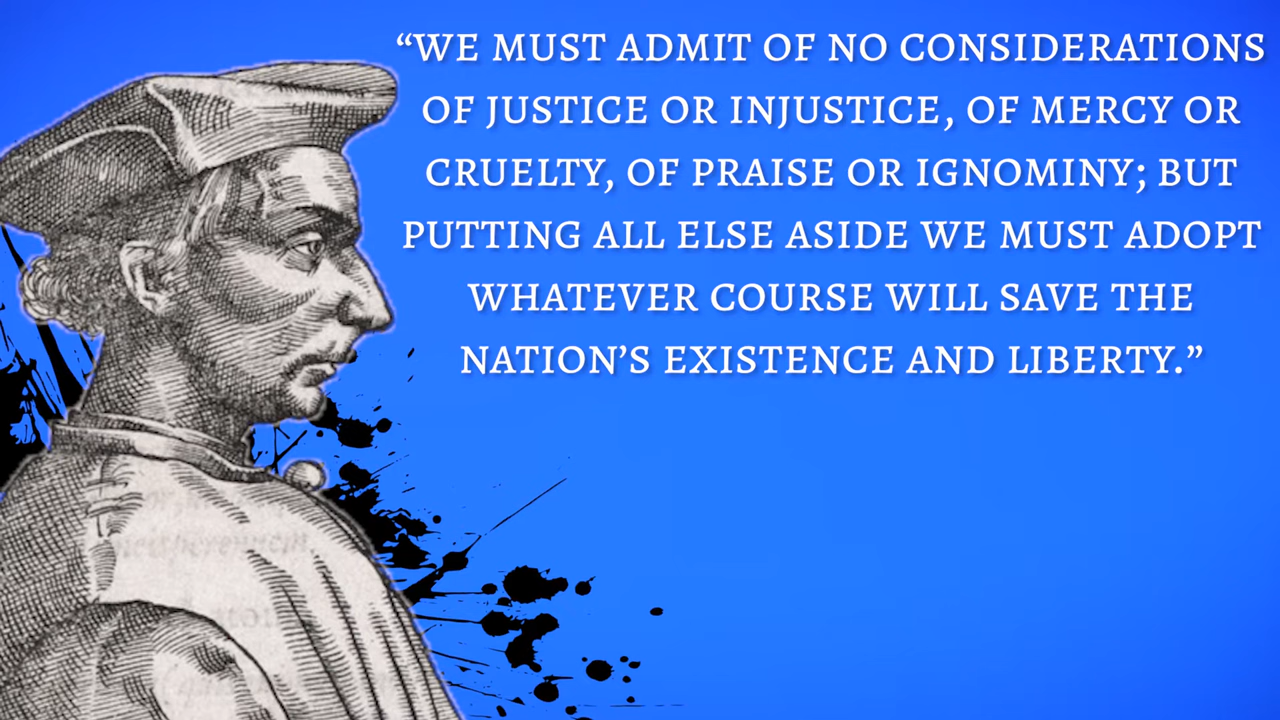 “WE MUST ADMIT OF NO CONSIDERATIONS
OF JUSTICE OR INJUSTICE, OF MERCY OR
CRUELTY, OF PRAISE OR IGNOMINY; BUT
PUTTING ALL ELSE ASIDE WE MUST ADOPT
WHATEVER COURSE WILL SAVE THE
NATION’S EXISTENCE AND LIBERTY.”